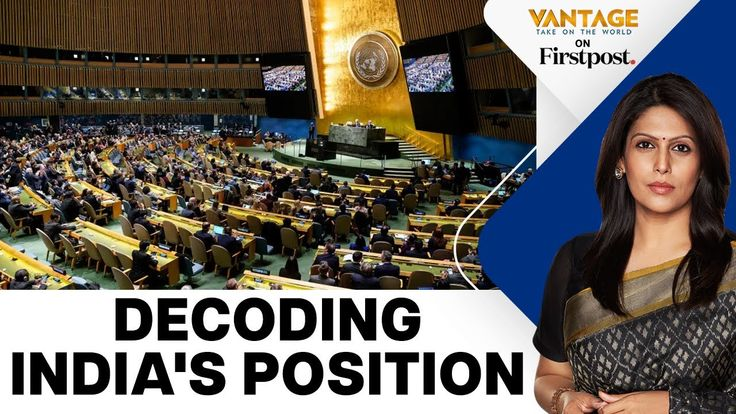 VANTAGE
TAKE ON THE WORLD
ON
Firstpost.
DECODING
INDIA'S POSITION